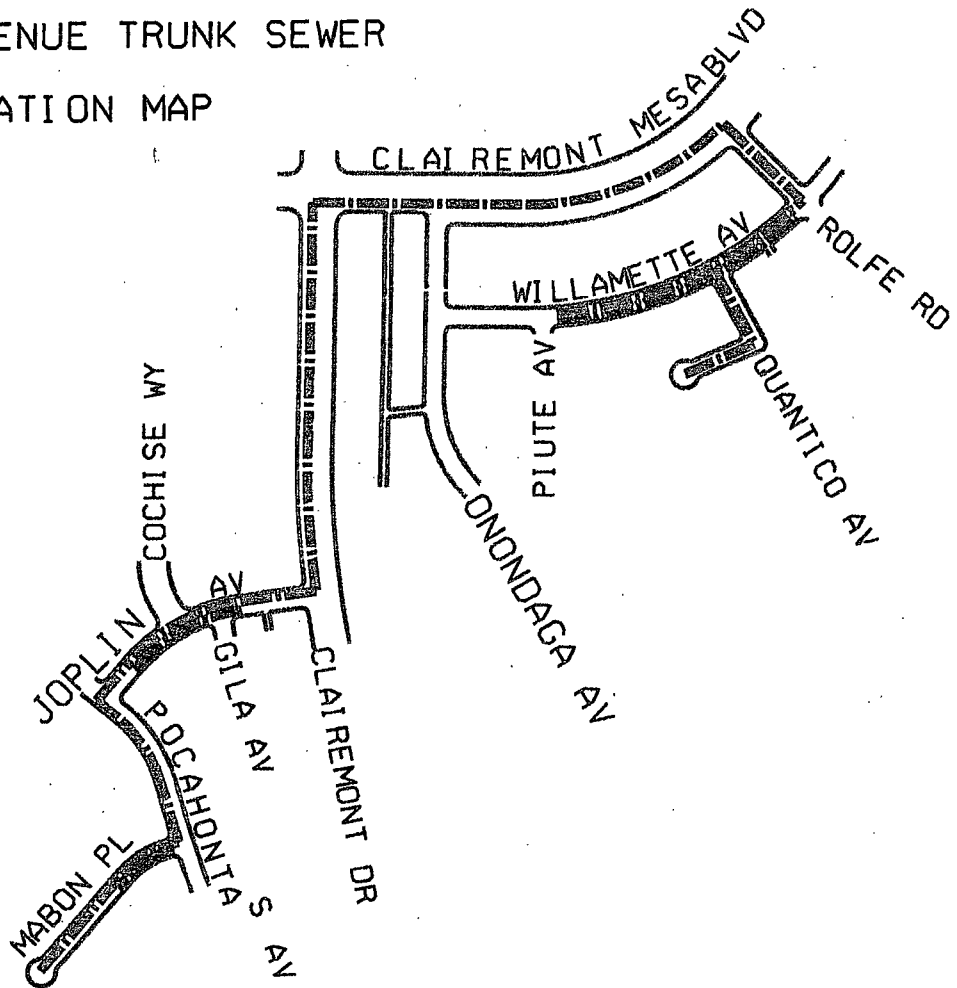 ENUE TRUNK SEWER
ATION MAP
CLAIREMONT MESA BLVD
ROLFE RD
WILLAMETTE AV
QUANTICO AV
PIUTE AV
ONONDAGA AV
COCHISE WY
JOPLIN AV
GILA AV
CLAIREMONT DR
POCAHONTA S AV
MABON PL